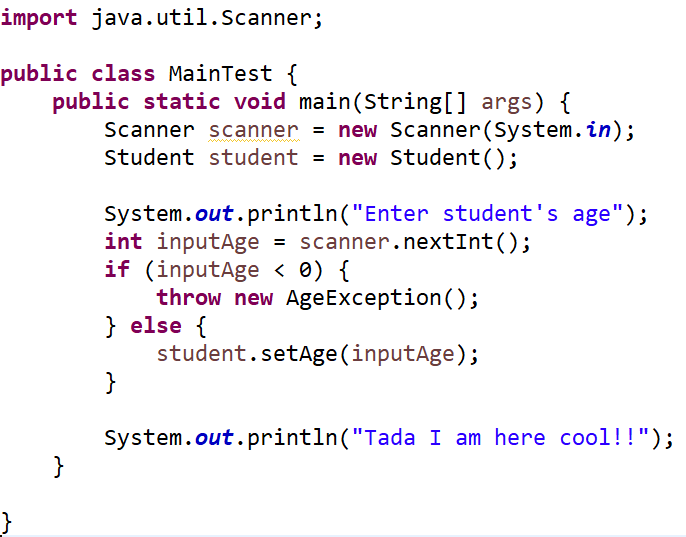 import java.util.Scanner;
public class MainTest {
public static void main(String[] args) {
Scanner scanner = new Scanner(System.in);
Student student = new Student();
System.out.println("Enter student's age");
int inputAge = scanner.nextInt();
if (inputAge < 0) {
throw new AgeException();
} else {
student.setAge(inputAge);
}
System.out.println("Tada I am here cool!!");
}
}